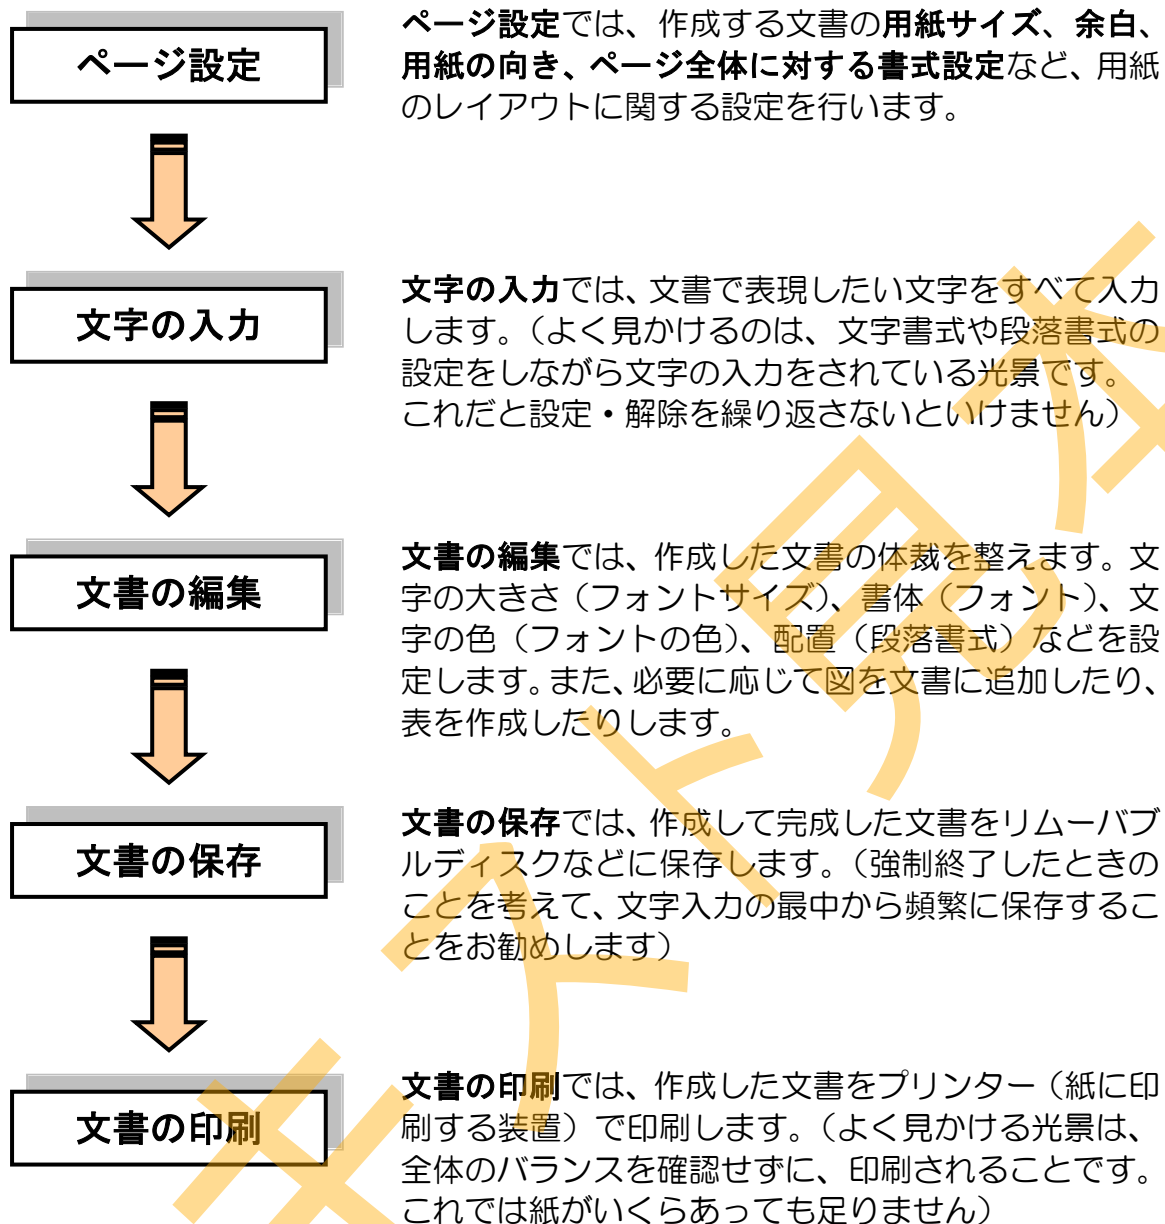 ページ設定
ページ設定では、作成する文書の用紙サイズ、余白、
用紙の向き、ページ全体に対する書式設定など、用紙
のレイアウトに関する設定を行います。
文字の入力
文字の入力では、文書で表現したい文字をすべて入力
します。（よく見かけるのは、文字書式や段落書式の
設定をしながら文字の入力をされている光景です。
これだと設定・解除を繰り返さないといけません）
文書の編集
文書の編集では、作成した文書の体裁を整えます。文
字の大きさ（フォントサイズ）、書体（フォント）、文
字の色（フォントの色）、配置（段落書式）などを設
定します。また、必要に応じて図を文書に追加したり、
表を作成したりします。
文書の保存
文書の保存では、作成して完成した文書をリムーバブ
ルディスクなどに保存します。（強制終了したときの
ことを考えて、文字入力の最中から頻繁に保存するこ
とをお勧めします）
文書の印刷
文書の印刷では、作成した文書をプリンター（紙に印
刷する装置）で印刷します。（よく見かける光景は、
全体のバランスを確認せずに、印刷されることです。
これでは紙がいくらあっても足りません）
キスト見本